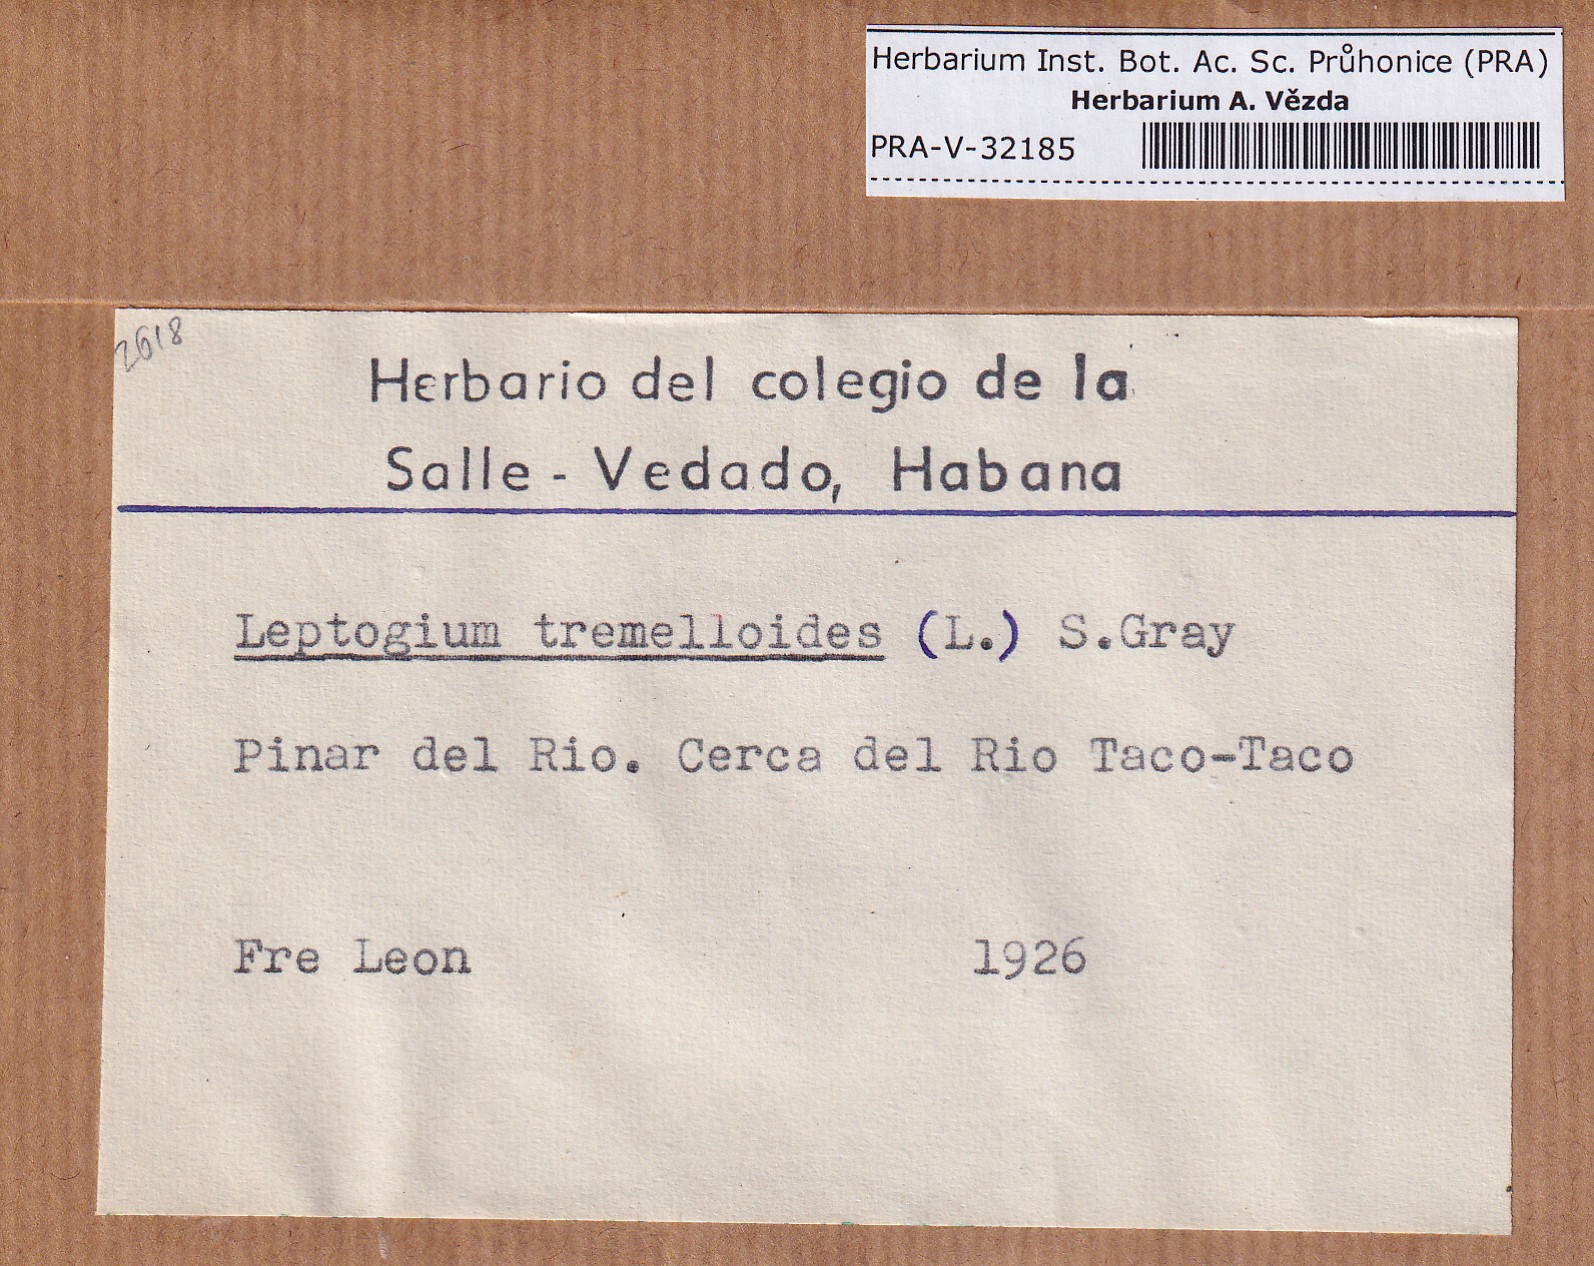 Herbarium Inst. Bot. Ac. Sc. Průhonice (PRA)
Herbarium A. Vězda
PRA-V-32185
2618
Herbario del colegio de la
Salle - Vedado, Habana
Leptogium tremelloides (L.) S.Gray
Pinar del Rio. Cerca del Rio Taco-Taco
Fre Leon 1926